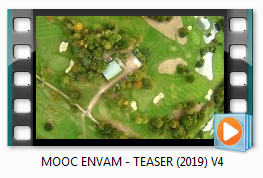 MOOC ENVAM - TEASER (2019) V4